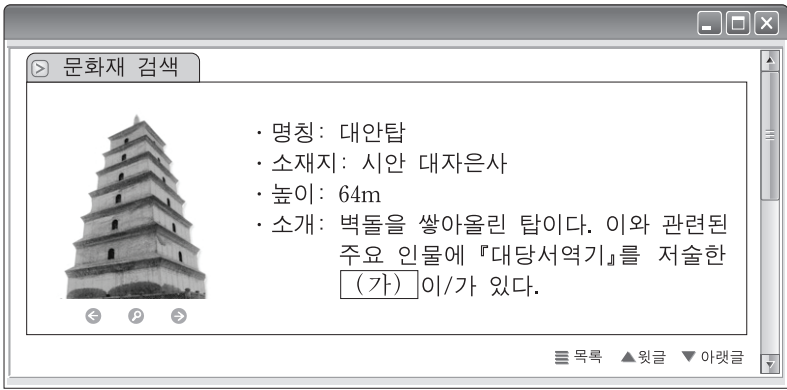 문화재 검색
· 명칭: 대안탑
· 소재지: 시안 대자은사
· 높이: 64m
· 소개: 벽돌을 쌓아올린 탑이다. 이와 관련된
주요 인물에 『대당서역기』를 저술한
(가) 이/가 있다.
목록 ▲윗글 ▼아랫글